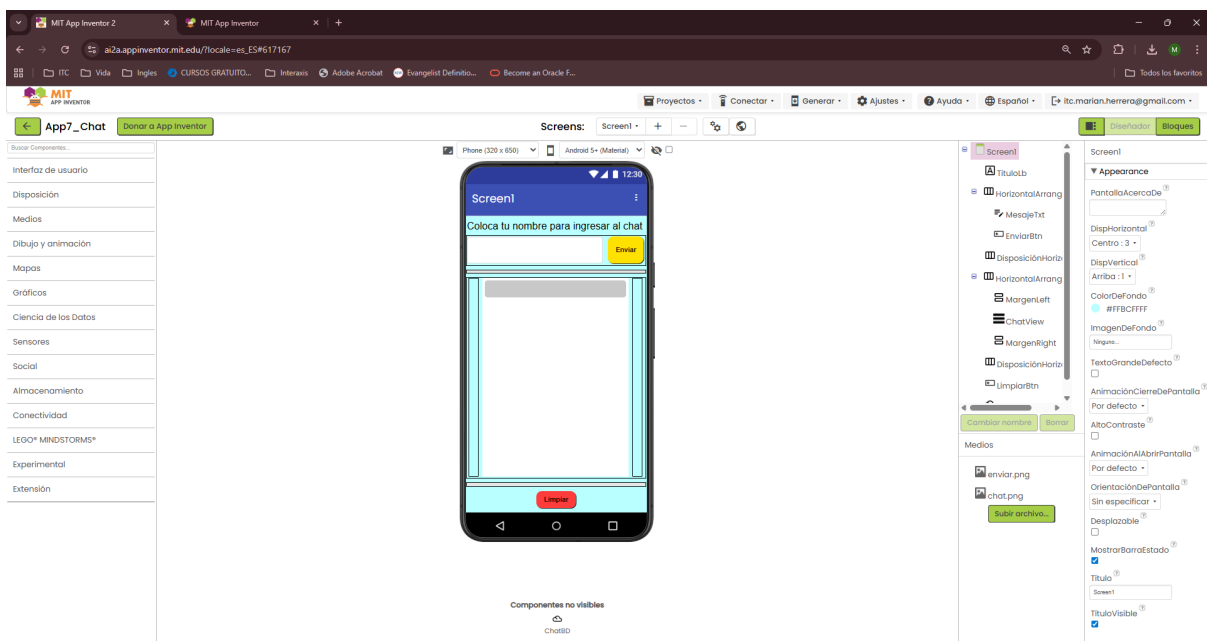 MIT App Inventor 2
MIT App Inventor
ai2a.appinventor.mit.edu/?locale=es_ES#617167
M
ITC
Vida
Ingles
CURSOS GRATUITO...
Interaxis
Adobe Acrobat
Evangelist Definitio...
Become an Oracle F...
Todos los favoritos
MIT
APP INVENTOR
Proyectos
Conectar
Generar
Ajustes
Ayuda
Español
itc.marian.herrera@gmail.com
App7_Chat
Donar a App Inventor
Screens:
Screen1
Diseñador
Bloques
Buscar Componentes...
Interfaz de usuario
Disposición
Medios
Dibujo y animación
Mapas
Gráficos
Ciencia de los Datos
Sensores
Social
Almacenamiento
Conectividad
LEGO® MINDSTORMS®
Experimental
Extensión
Phone (320 x 650)
Android 5+ (Material)
12:30
Screen1
Coloca tu nombre para ingresar al chat
Enviar
Limpiar
Componentes no visibles
ChatBD
Screen1
TituloLb
HorizontalArrang
MesajeTxt
EnviarBtn
DisposiciónHoriz
HorizontalArrang
MargenLeft
ChatView
MargenRight
DisposiciónHoriz
LimpiarBtn
Cambiar nombre
Borrar
Medios
enviar.png
chat.png
Subir archivo...
Screen1
Appearance
PantallaAcercaDe
DispHorizontal
Centro : 3
DispVertical
Arriba : 1
ColorDeFondo
#FFBCFFFF
ImagenDeFondo
Ninguno...
TextoGrandeDefecto
AnimaciónCierreDePantalla
Por defecto
AltoContraste
AnimaciónAlAbrirPantalla
Por defecto
OrientaciónDePantalla
Sin especificar
Desplazable
MostrarBarraEstado
Título
Screen1
TítuloVisible